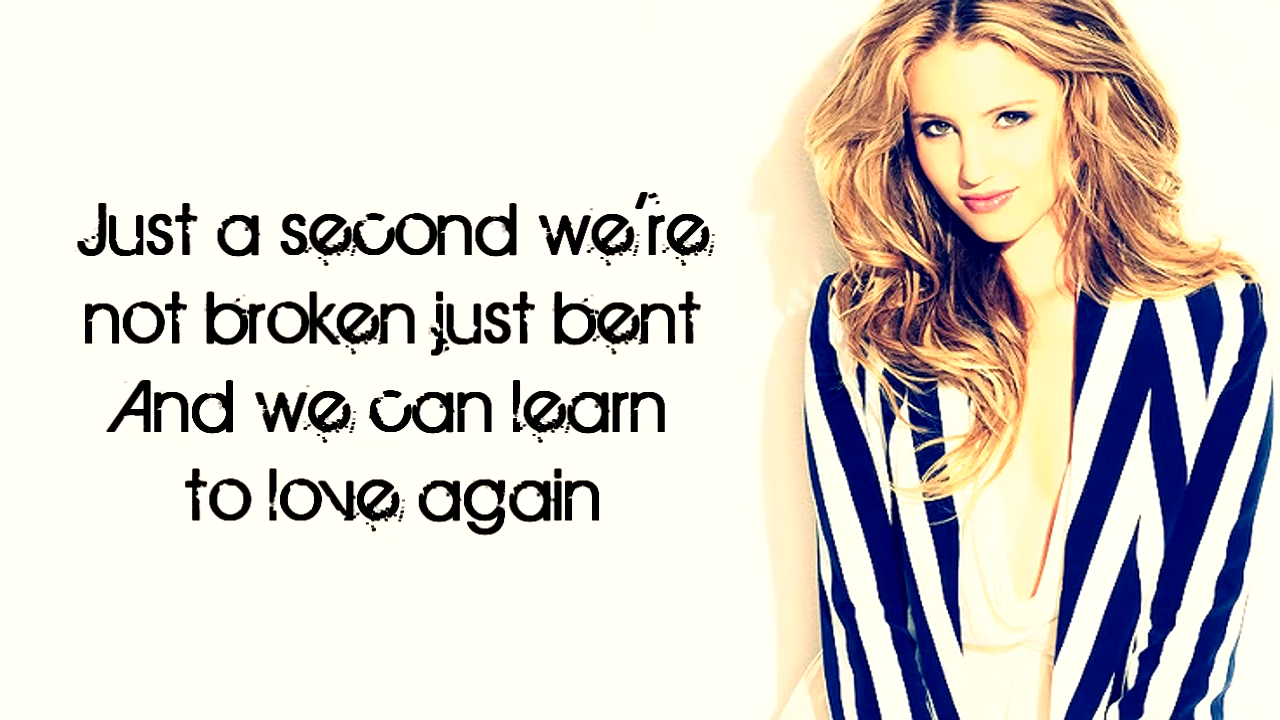 Just a second we're
not broken just bent
And we can learn
to love again